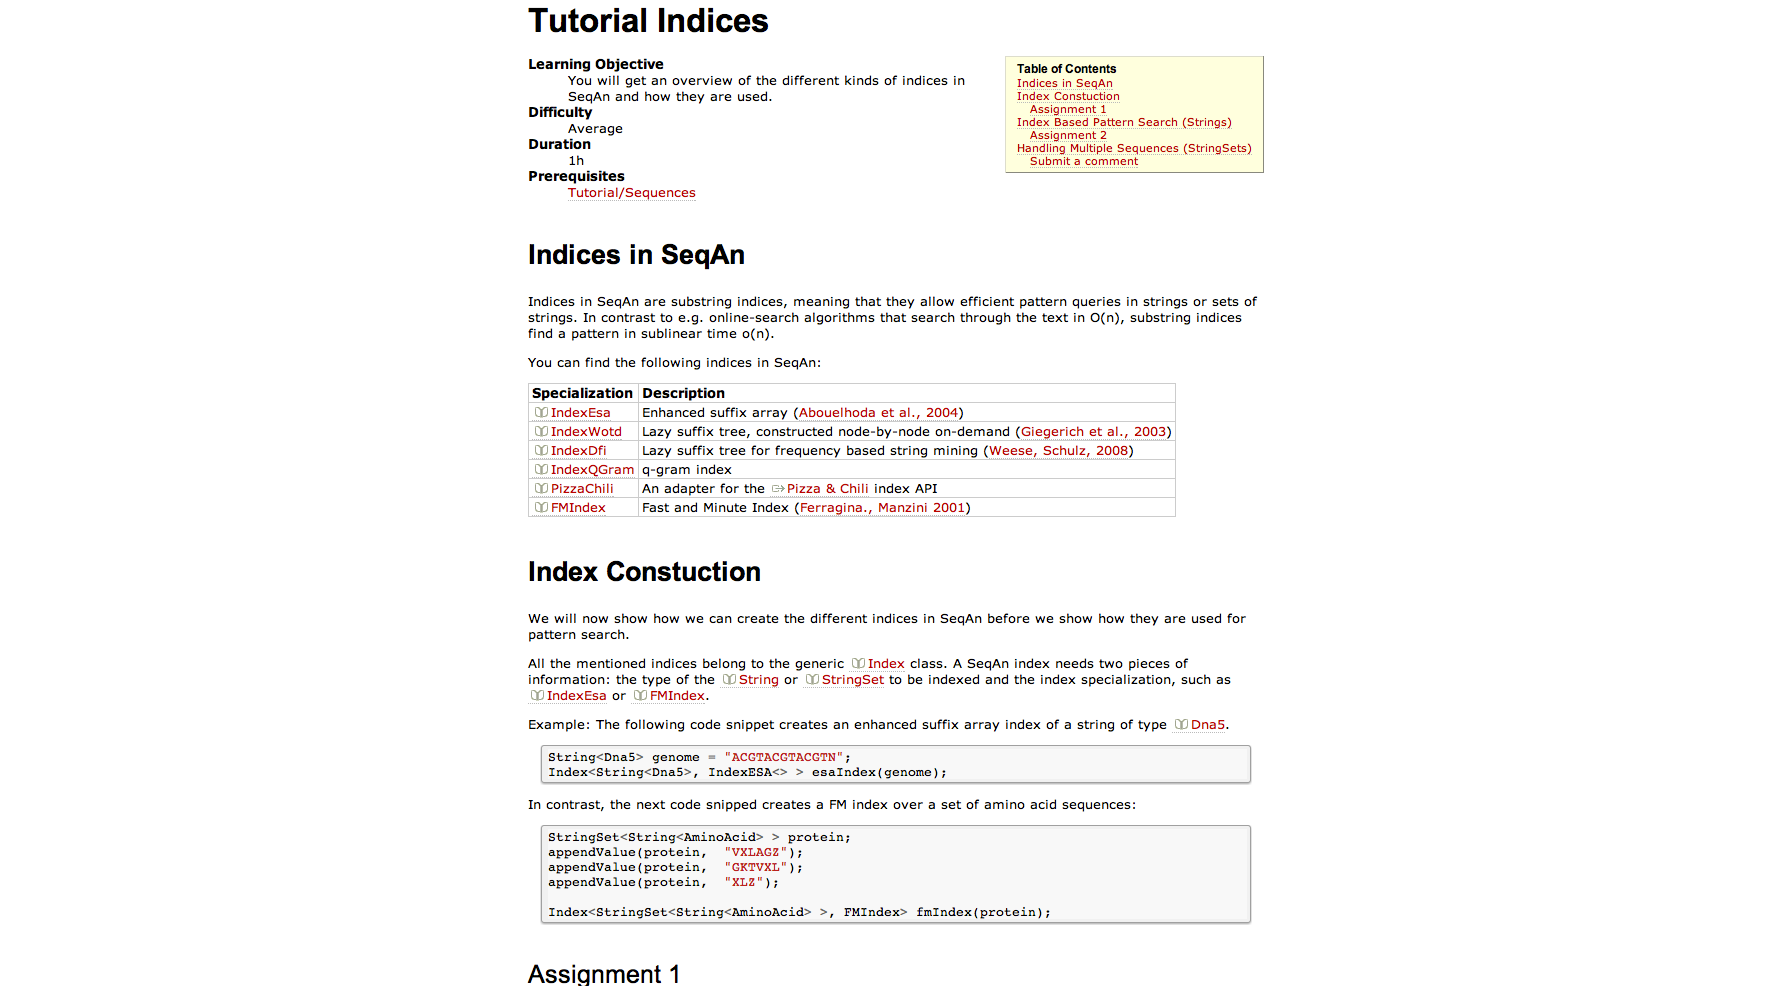 Tutorial Indices
Learning Objective
You will get an overview of the different kinds of indices in
SeqAn and how they are used.
Difficulty
Average
Duration
1h
Prerequisites
Tutorial/Sequences
Table of Contents
Indices in SeqAn
Index Constuction
Assignment 1
Index Based Pattern Search (Strings)
Assignment 2
Handling Multiple Sequences (StringSets)
Submit a comment
Indices in SeqAn
Indices in SeqAn are substring indices, meaning that they allow efficient pattern queries in strings or sets of
strings. In contrast to e.g. online-search algorithms that search through the text in O(n), substring indices
find a pattern in sublinear time o(n).
You can find the following indices in SeqAn:
Specialization Description
IndexEsa Enhanced suffix array (Abouelhoda et al., 2004)
IndexWotd Lazy suffix tree, constructed node-by-node on-demand (Giegerich et al., 2003)
IndexDfi Lazy suffix tree for frequency based string mining (Weese, Schulz, 2008)
IndexQGram q-gram index
PizzaChili An adapter for the Pizza & Chili index API
FMIndex Fast and Minute Index (Ferragina., Manzini 2001)
Index Constuction
We will now show how we can create the different indices in SeqAn before we show how they are used for
pattern search.
All the mentioned indices belong to the generic Index class. A SeqAn index needs two pieces of
information: the type of the String or StringSet to be indexed and the index specialization, such as
IndexEsa or FMIndex.
Example: The following code snippet creates an enhanced suffix array index of a string of type Dna5.
String<Dna5> genome = "ACGTACGTACGTN";
Index<String<Dna5>, IndexESA<> > esaIndex(genome);
In contrast, the next code snipped creates a FM index over a set of amino acid sequences:
StringSet<String<AminoAcid> > protein;
appendValue(protein, "VXLAGZ");
appendValue(protein, "GKTVXL");
appendValue(protein, "XLZ");
Index<StringSet<String<AminoAcid> >, FMIndex> fmIndex(protein);
Assignment 1